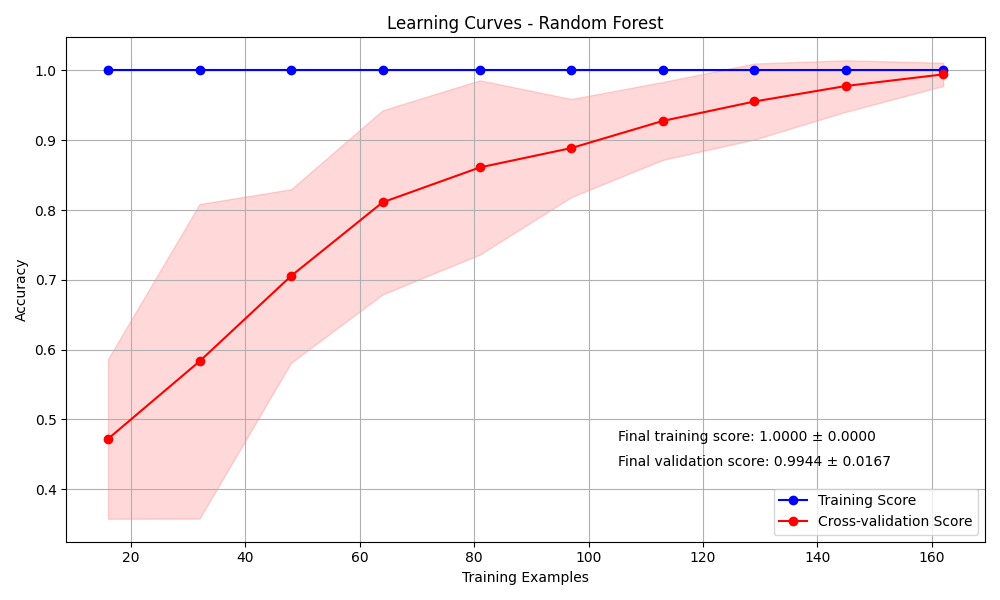 Learning Curves - Random Forest
Accuracy
1.0
0.9
0.8
0.7
0.6
0.5
0.4
Final training score: 1.0000 ± 0.0000
Final validation score: 0.9944 ± 0.0167
Training Score
Cross-validation Score
20 40 60 80 100 120 140 160
Training Examples